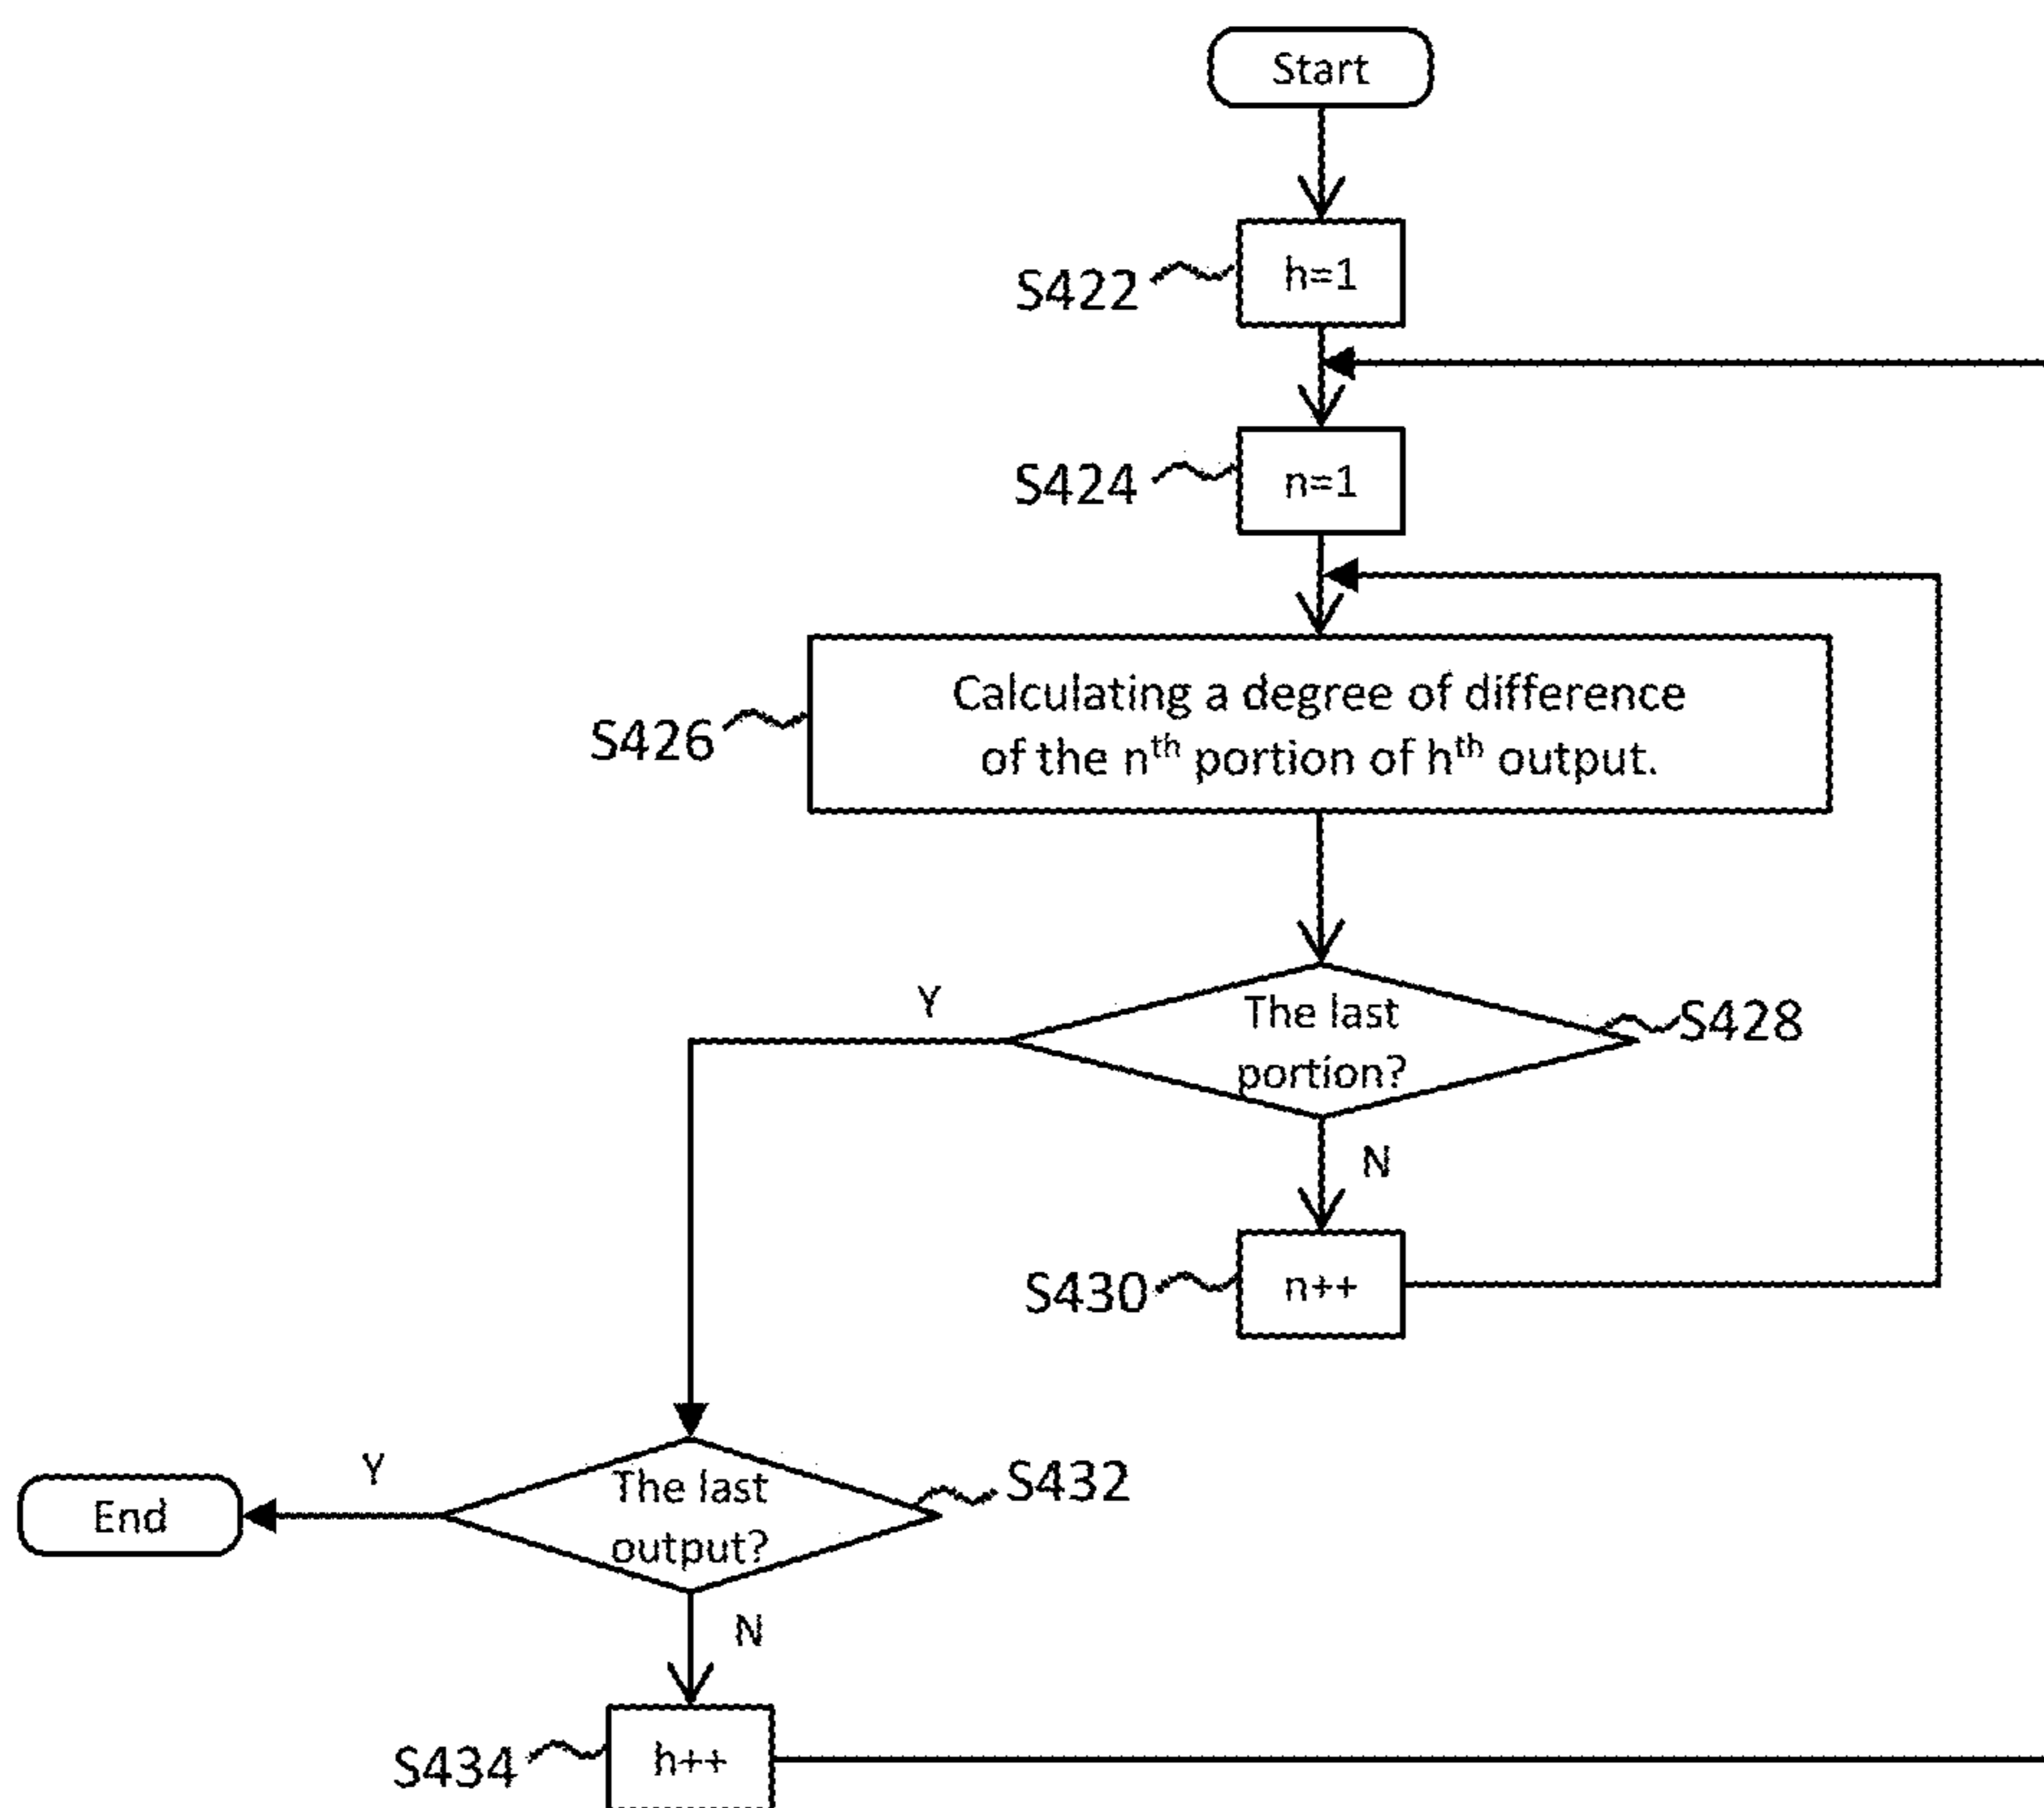 Start
S422
h=1
S424
n=1
S426
Calculating a degree of difference
of the nth portion of hth output.
Y
The last
portion?
S428
N
S430
n++
Y
End
The last
output?
S432
N
S434
h++